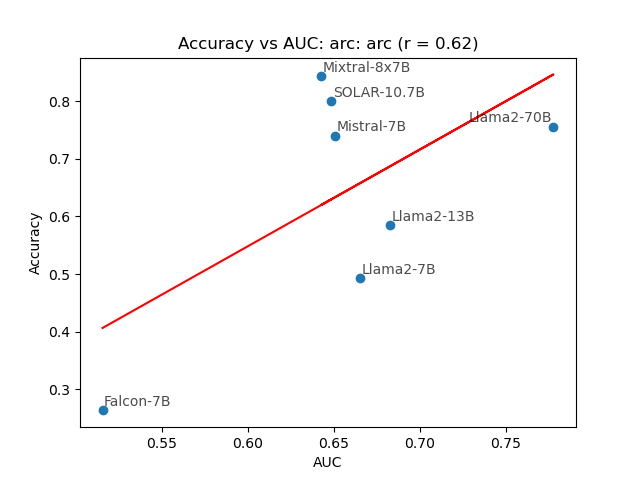 Accuracy vs AUC: arc: arc (r = 0.62)
Mixtral-8x7B
SOLAR-10.7B
Llama2-70B
Mistral-7B
Llama2-13B
Llama2-7B
Falcon-7B
Accuracy
0.8
0.7
0.6
0.5
0.4
0.3
0.55 0.60 0.65 0.70 0.75
AUC